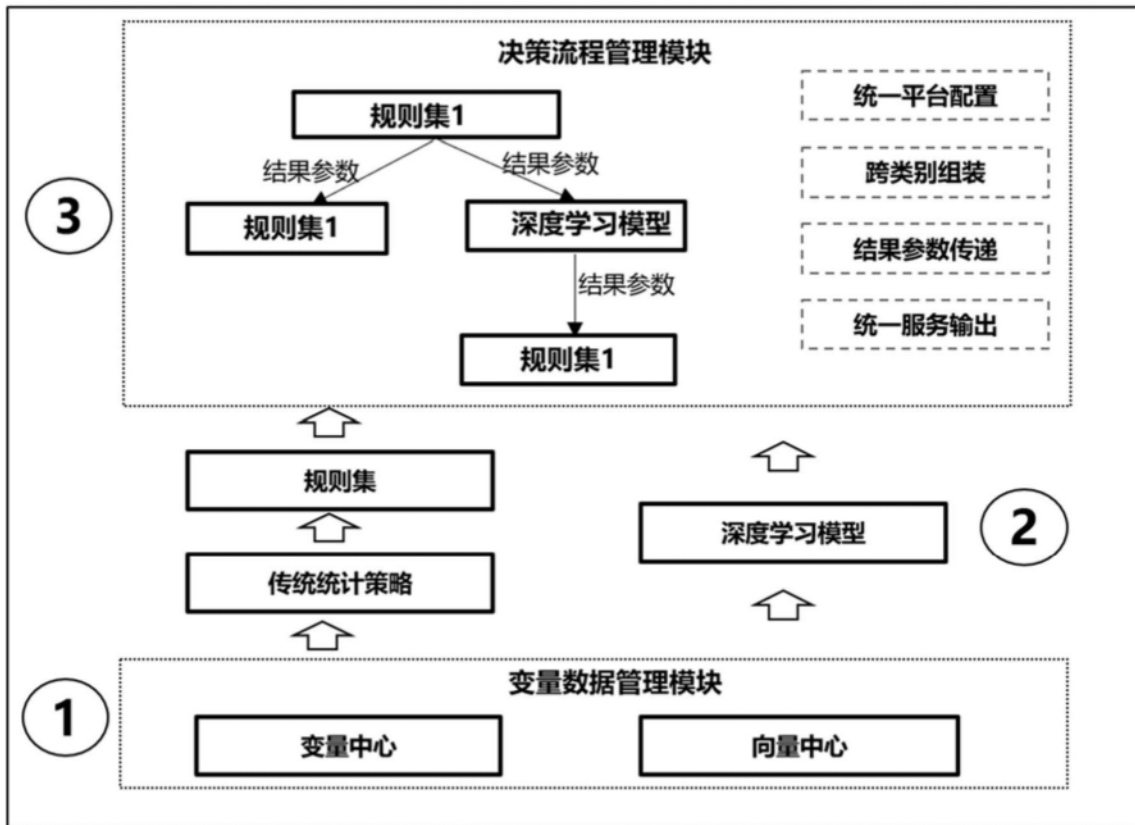 决策流程管理模块
统一平台配置
规则集1
结果参数
结果参数
跨类别组装
3
规则集1
深度学习模型
结果参数传递
结果参数
统一服务输出
规则集1
规则集
深度学习模型
2
传统统计策略
变量数据管理模块
1
变量中心
向量中心